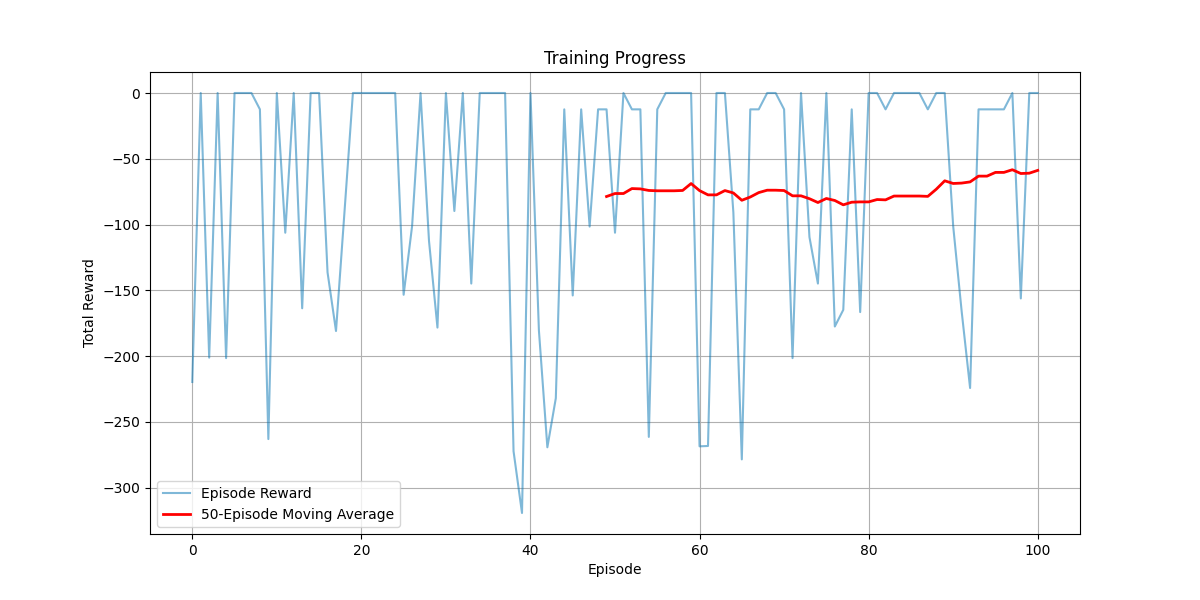 Training Progress
0
−50
−100
−150
−200
−250
−300
Total Reward
Episode Reward
50-Episode Moving Average
0 20 40 60 80 100
Episode